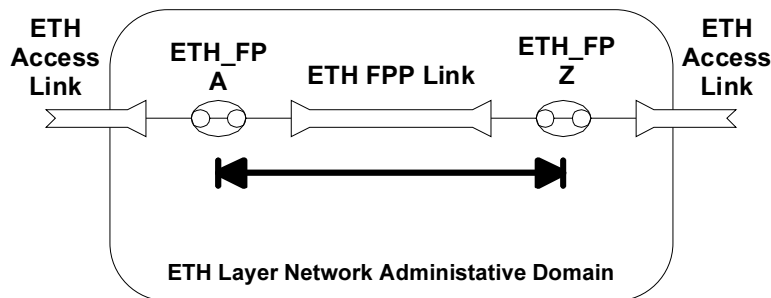 ETH
Access
Link
ETH_FP
A
ETH FPP Link
ETH_FP
Z
ETH
Access
Link
ETH Layer Network Administative Domain